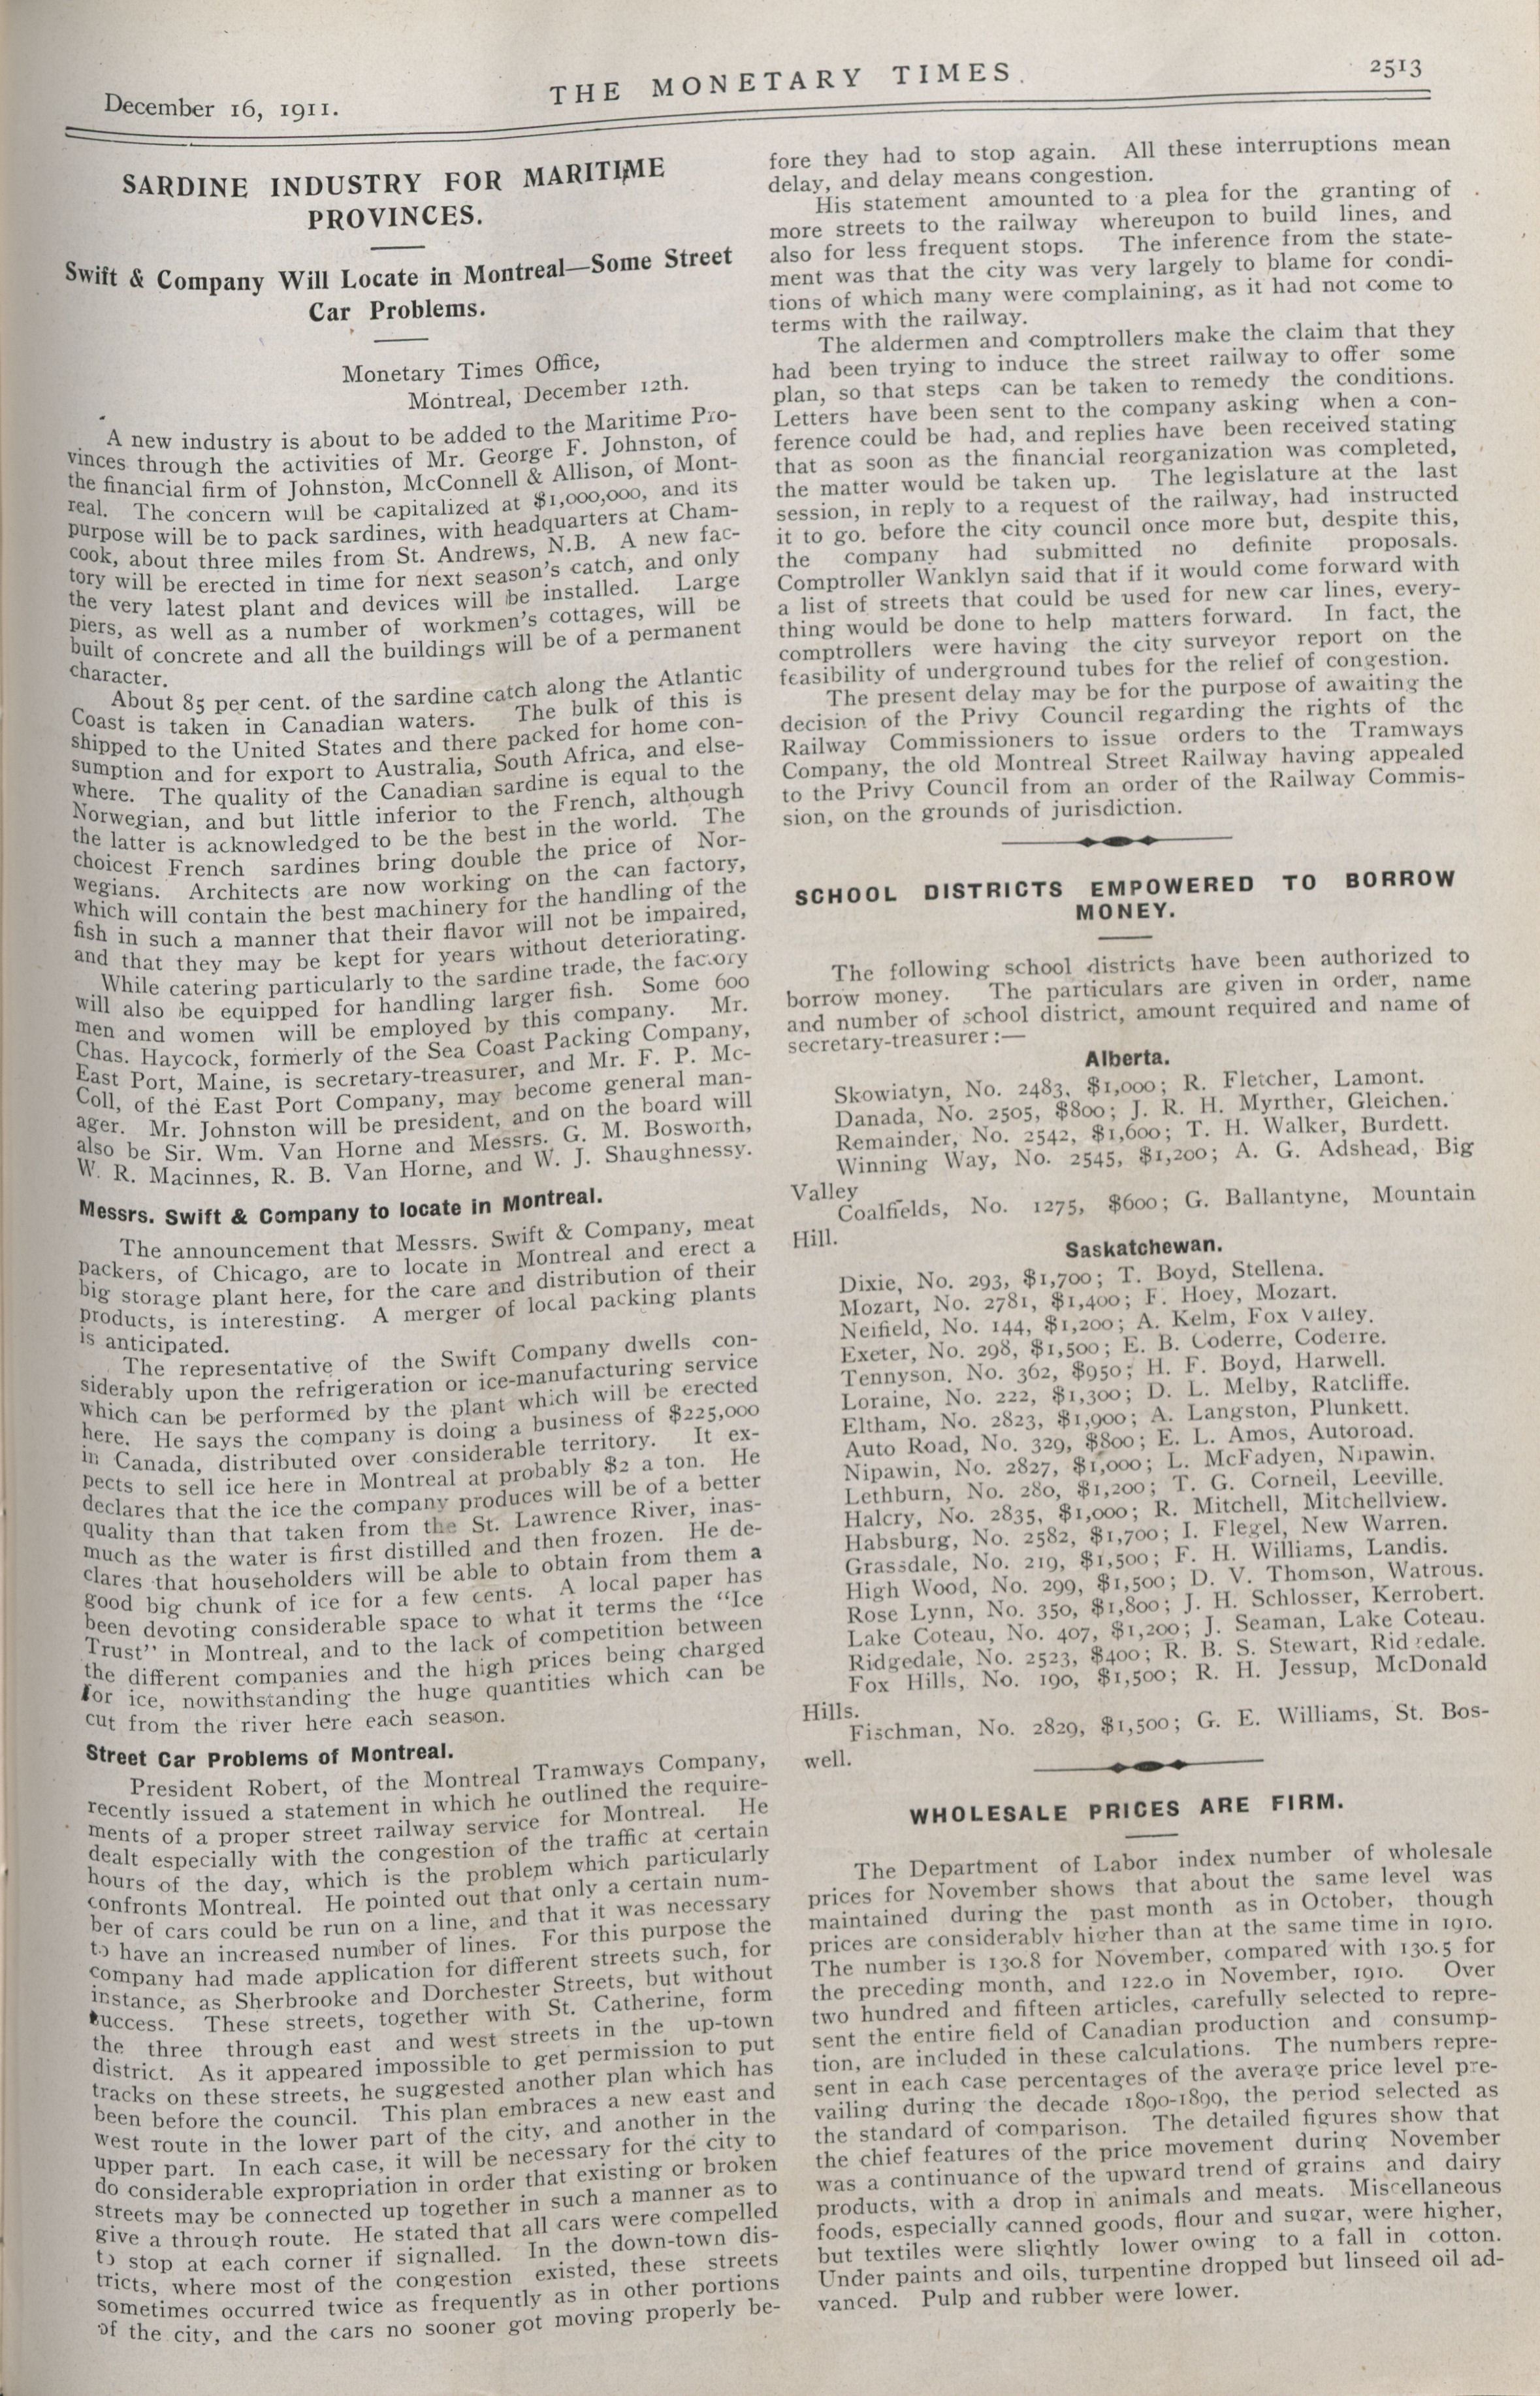 December 16, 1911.
THE MONETARY TIMES.
2513
SARDINE INDUSTRY FOR MARITIME
PROVINCES.
Swift & Company Will Locate in Montreal—Some Street
Car Problems.
Monetary Times Office,
Montreal, December 12th.
A new industry is about to be added to the Maritime Pro-
vinces through the activities of Mr. George F. Johnston, of
the financial firm of Johnston, McConnell & Allison, of Mont-
real. The concern will be capitalized at $1,000,000, and its
purpose will be to pack sardines, with headquarters at Cham-
cook, about three miles from St. Andrews, N.B. A new fac-
tory will be erected in time for next season's catch, and only
the very latest plant and devices will be installed. Large
piers, as well as a number of workmen's cottages, will be
built of concrete and all the buildings will be of a permanent
character.
About 85 per cent. of the sardine catch along the Atlantic
Coast is taken in Canadian waters. The bulk of this is
shipped to the United States and there packed for home con-
sumption and for export to Australia, South Africa, and else-
where. The quality of the Canadian sardine is equal to the
Norwegian, and but little inferior to the French, although
the latter is acknowledged to be the best in the world. The
choicest French sardines bring double the price of Nor-
wegians. Architects are now working on the can factory,
which will contain the best machinery for the handling of the
fish in such a manner that their flavor will not be impaired,
and that they may be kept for years without deteriorating.
While catering particularly to the sardine trade, the factory
will also be equipped for handling larger fish. Some 600
men and women will be employed by this company. Mr.
Chas. Haycock, formerly of the Sea Coast Packing Company,
East Port, Maine, is secretary-treasurer, and Mr. F. P. Mc-
Coll, of the East Port Company, may become general man-
ager. Mr. Johnston will be president, and on the board will
also be Sir. Wm. Van Horne and Messrs. G. M. Bosworth,
W. R. Macinnes, R. B. Van Horne, and W. J. Shaughnessy.
Messrs. Swift & Company to locate in Montreal.
The announcement that Messrs. Swift & Company, meat
packers, of Chicago, are to locate in Montreal and erect a
big storage plant here, for the care and distribution of their
products, is interesting. A merger of local packing plants
is anticipated.
The representative of the Swift Company dwells con-
siderably upon the refrigeration or ice-manufacturing service
which can be performed by the plant which will be erected
here. He says the company is doing a business of $225,000
in Canada, distributed over considerable territory. It ex-
pects to sell ice here in Montreal at probably $2 a ton. He
declares that the ice the company produces will be of a better
quality than that taken from the St. Lawrence River, inas-
much as the water is first distilled and then frozen. He de-
clares that householders will be able to obtain from them a
good big chunk of ice for a few cents. A local paper has
been devoting considerable space to what it terms the "Ice
Trust" in Montreal, and to the lack of competition between
the different companies and the high prices being charged
for ice, nowithstanding the huge quantities which can be
cut from the river here each season.
Street Car Problems of Montreal.
President Robert, of the Montreal Tramways Company,
recently issued a statement in which he outlined the require-
ments of a proper street railway service for Montreal. He
dealt especially with the congestion of the traffic at certain
hours of the day, which is the problem which particularly
confronts Montreal. He pointed out that only a certain num-
ber of cars could be run on a line, and that it was necessary
to have an increased number of lines. For this purpose the
company had made application for different streets such, for
instance, as Sherbrooke and Dorchester Streets, but without
success. These streets, together with St. Catherine, form
the three through east and west streets in the up-town
district. As it appeared impossible to get permission to put
tracks on these streets, he suggested another plan which has
been before the council. This plan embraces a new east and
west route in the lower part of the city, and another in the
upper part. In each case, it will be necessary for the city to
do considerable expropriation in order that existing or broken
streets may be connected up together in such a manner as to
give a through route. He stated that all cars were compelled
to stop at each corner if signalled. In the down-town dis-
tricts, where most of the congestion existed, these streets
sometimes occurred twice as frequently as in other portions
of the city, and the cars no sooner got moving properly be-
fore they had to stop again. All these interruptions mean
delay, and delay means congestion.
His statement amounted to a plea for the granting of
more streets to the railway whereupon to build lines, and
also for less frequent stops. The inference from the state-
ment was that the city was very largely to blame for condi-
tions of which many were complaining, as it had not come to
terms with the railway.
The aldermen and comptrollers make the claim that they
had been trying to induce the street railway to offer some
plan, so that steps can be taken to remedy the conditions.
Letters have been sent to the company asking when a con-
ference could be had, and replies have been received stating
that as soon as the financial reorganization was completed,
the matter would be taken up. The legislature at the last
session, in reply to a request of the railway, had instructed
it to go. before the city council once more but, despite this,
the company had submitted no definite proposals.
Comptroller Wanklyn said that if it would come forward with
a list of streets that could be used for new car lines, every-
thing would be done to help matters forward. In fact, the
comptrollers were having the city surveyor report on the
feasibility of underground tubes for the relief of congestion.
The present delay may be for the purpose of awaiting the
decision of the Privy Council regarding the rights of the
Railway Commissioners to issue orders to the Tramways
Company, the old Montreal Street Railway having appealed
to the Privy Council from an order of the Railway Commis-
sion, on the grounds of jurisdiction.
SCHOOL DISTRICTS EMPOWERED TO BORROW
MONEY.
The following school districts have been authorized to
borrow money. The particulars are given in order, name
and number of school district, amount required and name of
secretary-treasurer:—
Alberta.
Skowiatyn, No. 2483, $1,000; R. Fletcher, Lamont.
Danada, No. 2505, $800; J. R. H. Myrther, Gleichen.
Remainder, No. 2542, $1,600; T. H. Walker, Burdett.
Winning Way, No. 2545, $1,200; A. G. Adshead, Big
Valley
Coalfields, No. 1275, $600; G. Ballantyne, Mountain
Hill.
Saskatchewan.
Dixie, No. 293, $1,700; T. Boyd, Stellena.
Mozart, No. 2781, $1,400; F. Hoey, Mozart.
Neifield, No. 144, $1,200; A. Kelm, Fox Valley.
Exeter, No. 298, $1,500; E. B. Coderre, Coderre.
Tennyson, No. 362, $950; H. F. Boyd, Harwell.
Loraine, No. 222, $1,300; D. L. Melby, Ratcliffe.
Eltham, No. 2823, $1,900; A. Langston, Plunkett.
Auto Road, No. 329, $800; E. L. Amos, Autoroad.
Nipawin, No. 2827, $1,000; L. McFadyen, Nipawin.
Lethburn, No. 280, $1,200; T. G. Corneil, Leeville.
Halcry, No. 2835, $1,000; R. Mitchell, Mitchellview.
Habsburg, No. 2582, $1,700; I. Flegel, New Warren.
Grassdale, No. 219, $1,500; F. H. Williams, Landis.
High Wood, No. 299, $1,500; D. V. Thomson, Watrous.
Rose Lynn, No. 350, $1,800; J. H. Schlosser, Kerrobert.
Lake Coteau, No. 407, $1,200; J. Seaman, Lake Coteau.
Ridgedale, No. 2523, $400; R. B. S. Stewart, Ridgedale.
Fox Hills, No. 190, $1,500; R. H. Jessup, McDonald
Hills.
Fischman, No. 2829, $1,500; G. E. Williams, St. Bos-
well.
WHOLESALE PRICES ARE FIRM.
The Department of Labor index number of wholesale
prices for November shows that about the same level was
maintained during the past month as in October, though
prices are considerably higher than at the same time in 1910.
The number is 130.8 for November, compared with 130.5 for
the preceding month, and 122.0 in November, 1910. Over
two hundred and fifteen articles, carefully selected to repre-
sent the entire field of Canadian production and consump-
tion, are included in these calculations. The numbers repre-
sent in each case percentages of the average price level pre-
vailing during the decade 1890-1899, the period selected as
the standard of comparison. The detailed figures show that
the chief features of the price movement during November
was a continuance of the upward trend of grains and dairy
products, with a drop in animals and meats. Miscellaneous
foods, especially canned goods, flour and sugar, were higher,
but textiles were slightly lower owing to a fall in cotton.
Under paints and oils, turpentine dropped but linseed oil ad-
vanced. Pulp and rubber were lower.